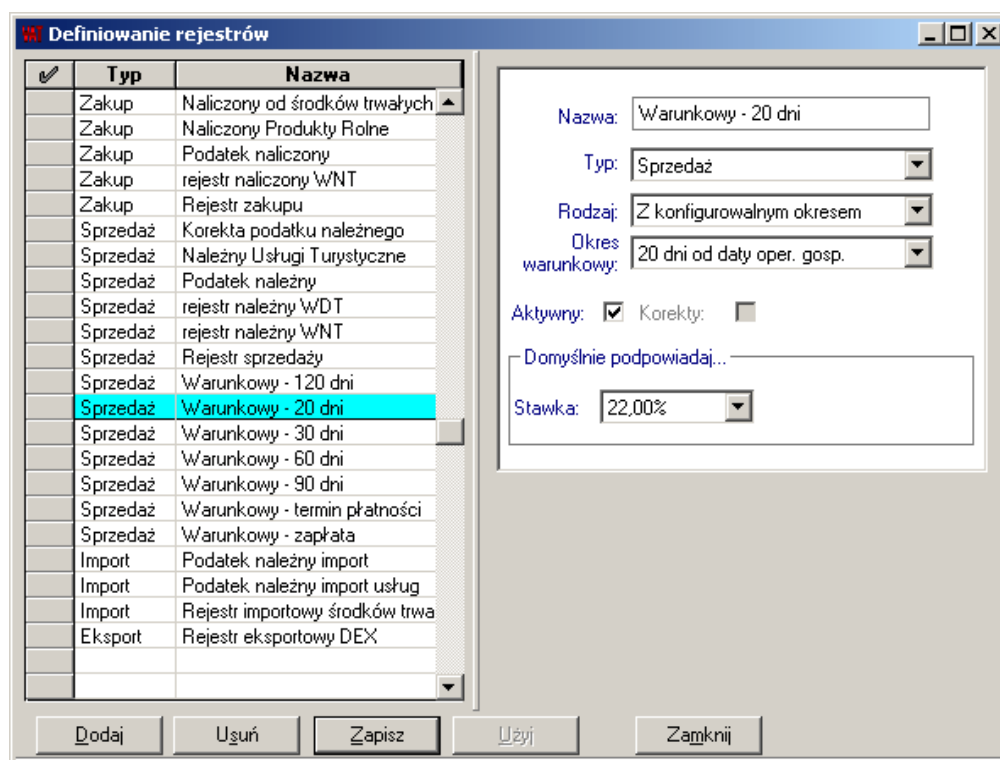 VAT Definiowanie rejestrów
Typ Nazwa
Zakup Naliczony od środków trwałych
Zakup Naliczony Produkty Rolne
Zakup Podatek naliczony
Zakup rejestr naliczony WNT
Zakup Rejestr zakupu
Sprzedaż Korekta podatku należnego
Sprzedaż Należny Usługi Turystyczne
Sprzedaż Podatek należny
Sprzedaż rejestr należny WDT
Sprzedaż rejestr należny WNT
Sprzedaż Rejestr sprzedaży
Sprzedaż Warunkowy - 120 dni
Sprzedaż Warunkowy - 20 dni
Sprzedaż Warunkowy - 30 dni
Sprzedaż Warunkowy - 60 dni
Sprzedaż Warunkowy - 90 dni
Sprzedaż Warunkowy - termin płatności
Sprzedaż Warunkowy - zapłata
Import Podatek należny import
Import Podatek należny import usług
Import Rejestr importowy środków trwa
Eksport Rejestr eksportowy DEX
Nazwa: Warunkowy - 20 dni
Typ: Sprzedaż
Rodzaj: Z konfigurowalnym okresem
Okres
warunkowy: 20 dni od daty oper. gosp.
Aktywny: Korekty:
Domyślnie podpowiadaj...
Stawka: 22,00%
Dodaj Usuń Zapisz Użyj Zamknij